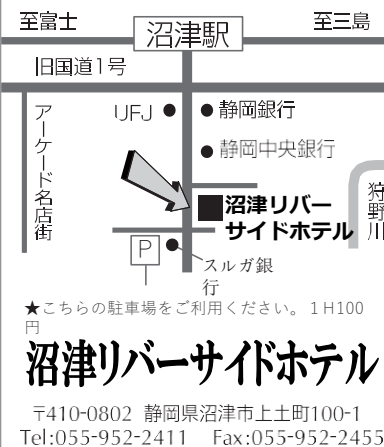 至富士
至三島
沼津駅
旧国道1号
アーケード名店街
UFJ
静岡銀行
静岡中央銀行
沼津リバー
サイドホテル
狩野川
P
スルガ銀
行
★こちらの駐車場をご利用ください。1H100
円
沼津リバーサイドホテル
〒410-0802 静岡県沼津市上土町100-1
Tel:055-952-2411 Fax:055-952-2455